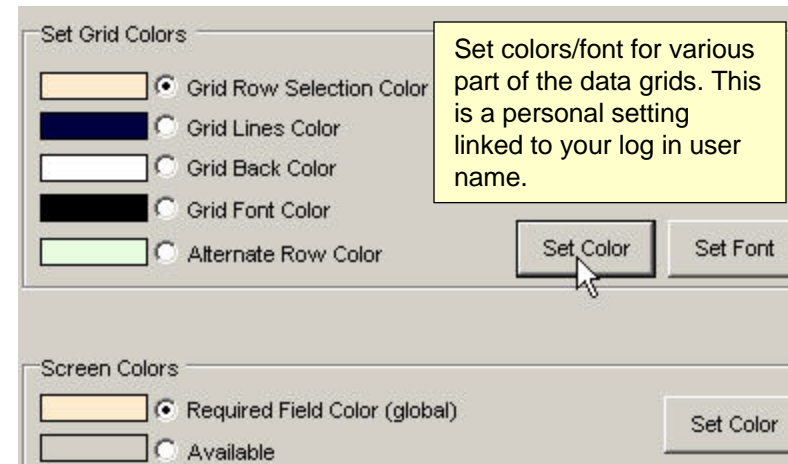 Set Grid Colors
Set colors/font for various
part of the data grids. This
is a personal setting
linked to your log in user
name.
Grid Row Selection Color
Grid Lines Color
Grid Back Color
Grid Font Color
Alternate Row Color
Set Color
Set Font
Screen Colors
Required Field Color (global)
Set Color
Available